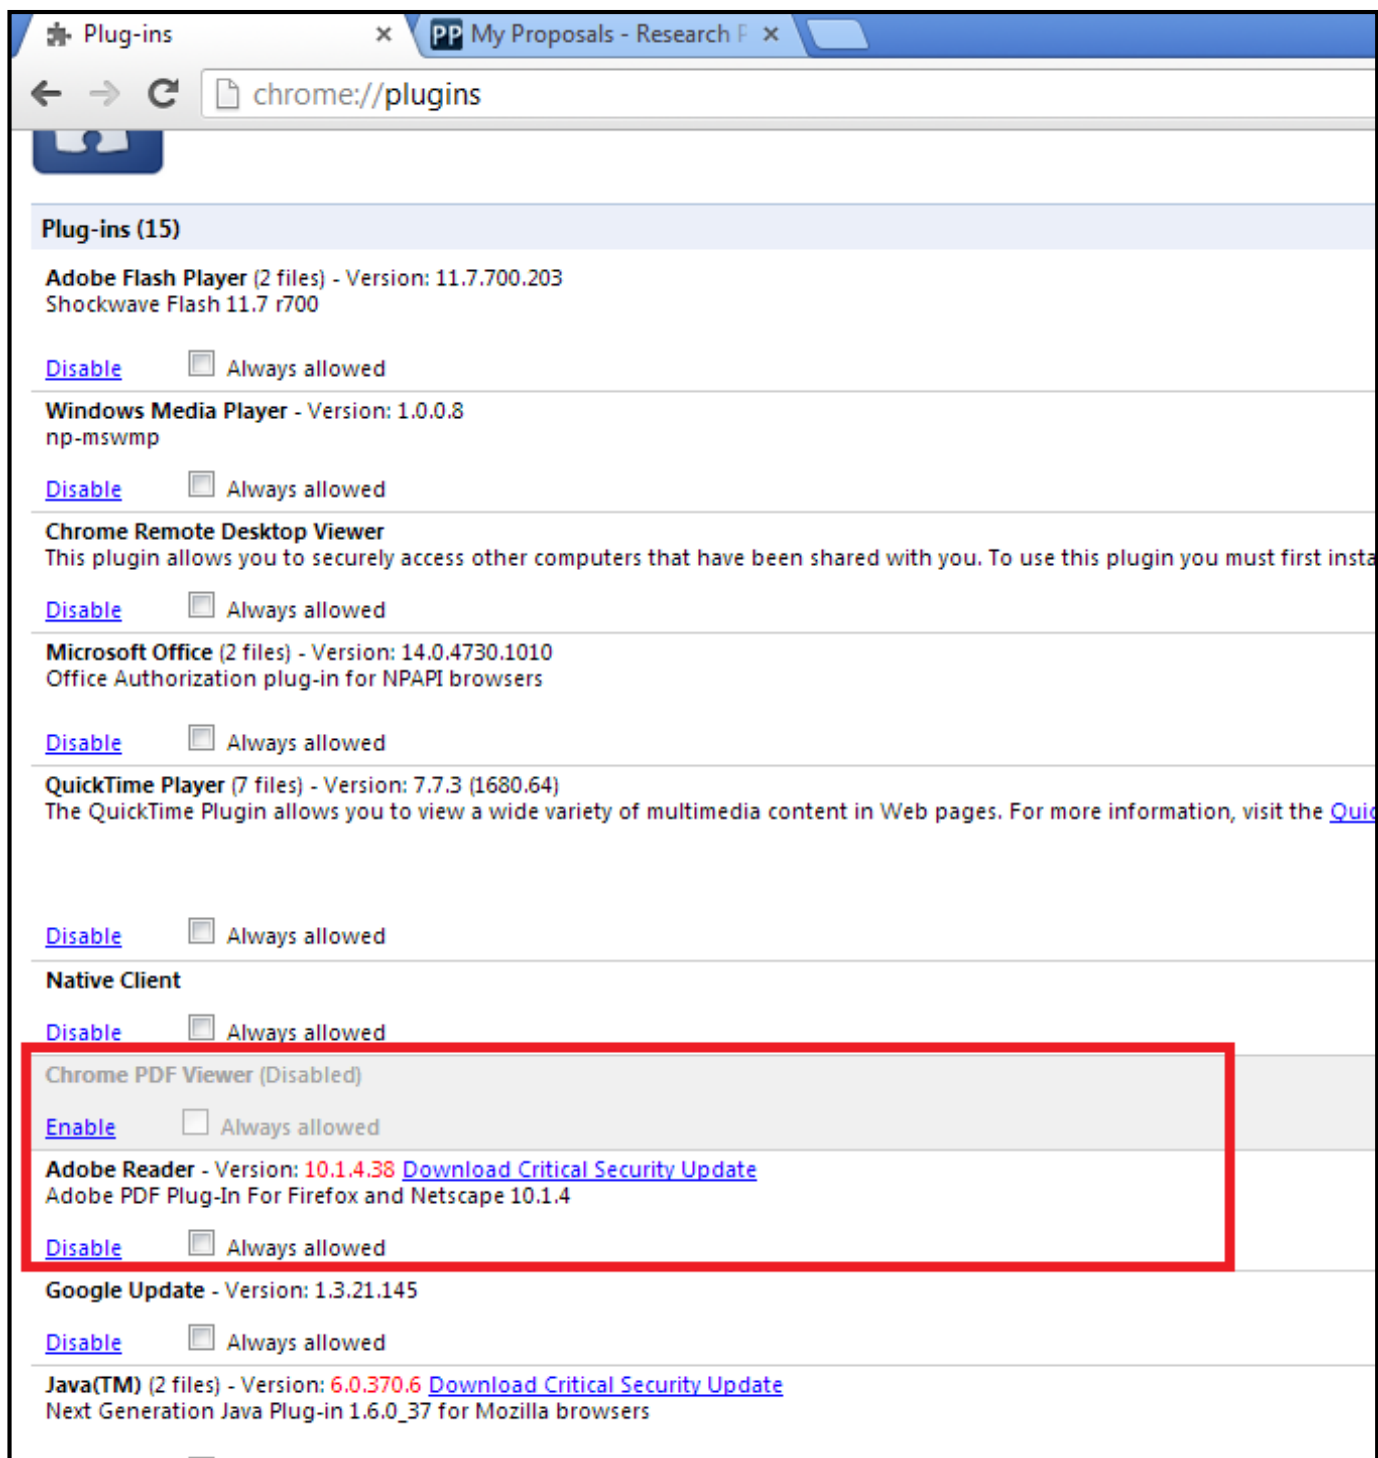 Plug-ins
PP My Proposals - Research P
chrome://plugins
Plug-ins (15)
Adobe Flash Player (2 files) - Version: 11.7.700.203
Shockwave Flash 11.7 r700
Disable Always allowed
Windows Media Player - Version: 1.0.0.8
np-mswmp
Disable Always allowed
Chrome Remote Desktop Viewer
This plugin allows you to securely access other computers that have been shared with you. To use this plugin you must first insta
Disable Always allowed
Microsoft Office (2 files) - Version: 14.0.4730.1010
Office Authorization plug-in for NPAPI browsers
Disable Always allowed
QuickTime Player (7 files) - Version: 7.7.3 (1680.64)
The QuickTime Plugin allows you to view a wide variety of multimedia content in Web pages. For more information, visit the Quic
Disable Always allowed
Native Client
Disable Always allowed
Chrome PDF Viewer (Disabled)
Enable Always allowed
Adobe Reader - Version: 10.1.4.38 Download Critical Security Update
Adobe PDF Plug-In For Firefox and Netscape 10.1.4
Disable Always allowed
Google Update - Version: 1.3.21.145
Disable Always allowed
Java(TM) (2 files) - Version: 6.0.370.6 Download Critical Security Update
Next Generation Java Plug-in 1.6.0_37 for Mozilla browsers